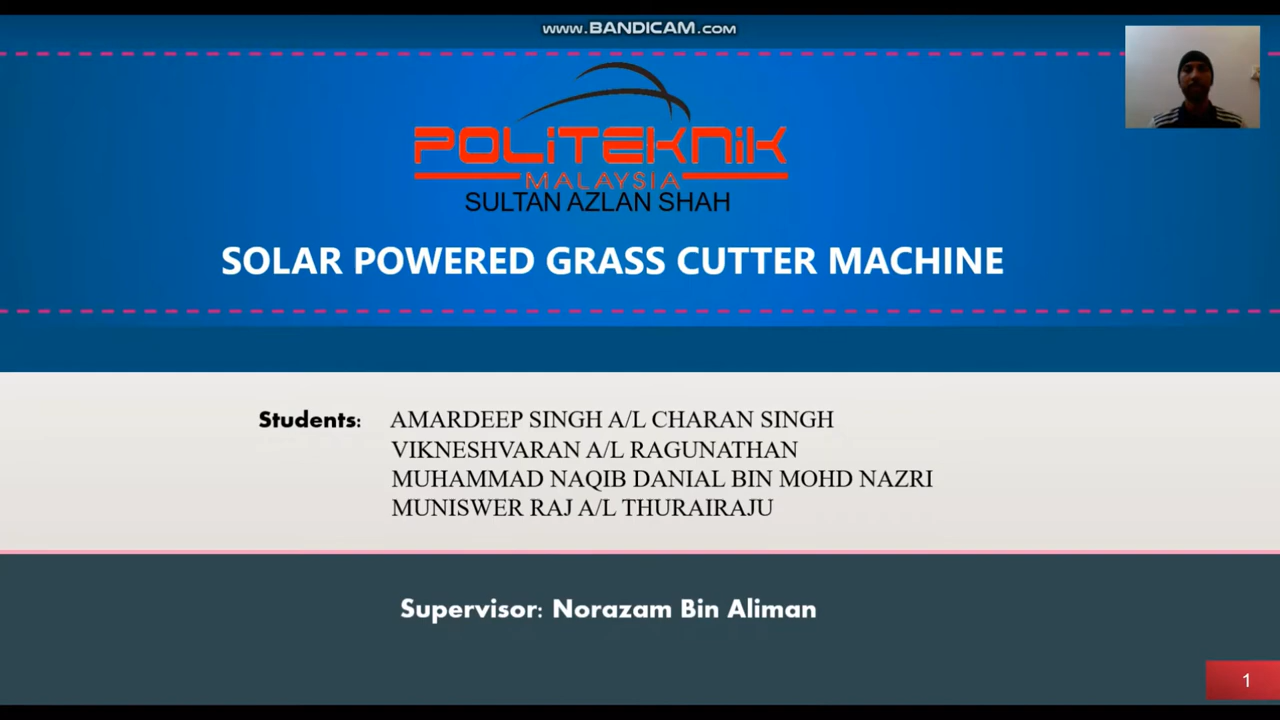 www.BANDICAM.com
POLiTEKNiK
MALAYSIA
SULTAN AZLAN SHAH
SOLAR POWERED GRASS CUTTER MACHINE
Students: AMARDEEP SINGH A/L CHARAN SINGH
VIKNESHVARAN A/L RAGUNATHAN
MUHAMMAD NAQIB DANIAL BIN MOHD NAZRI
MUNISWER RAJ A/L THURAIRAJU
Supervisor: Norazam Bin Aliman
1